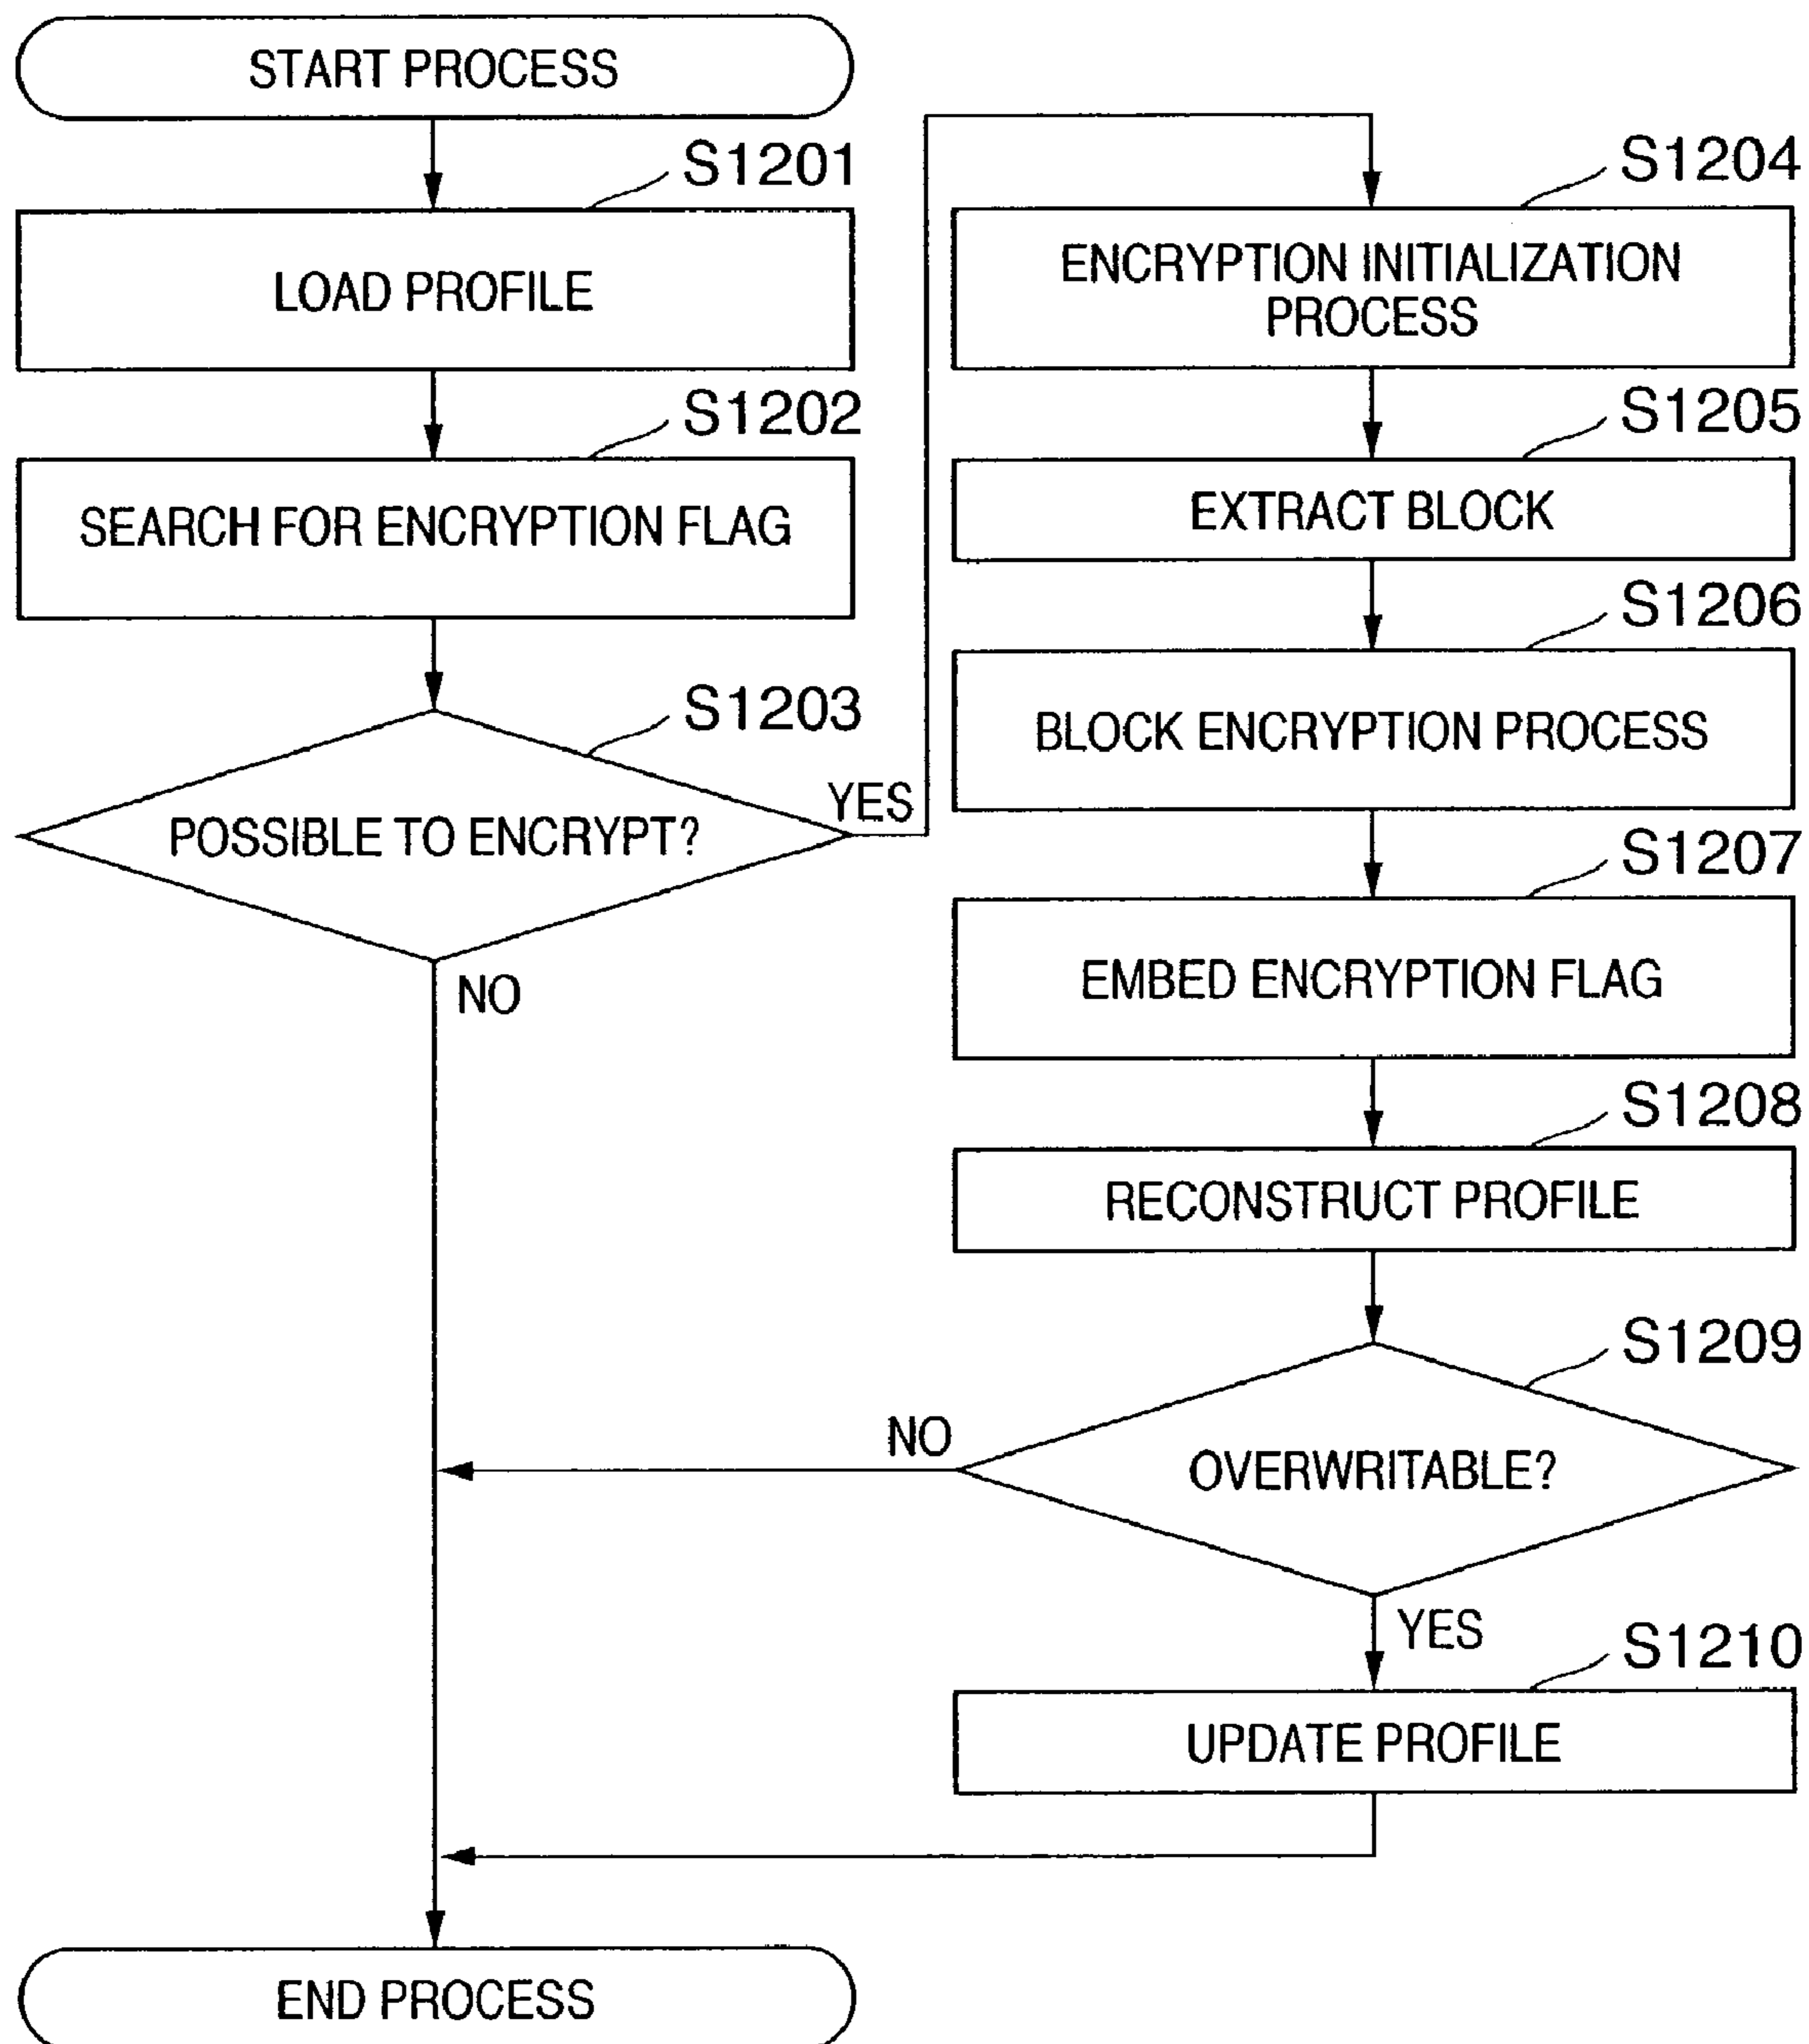 START PROCESS
S1201
LOAD PROFILE
S1202
SEARCH FOR ENCRYPTION FLAG
S1203
POSSIBLE TO ENCRYPT?
YES
NO
S1204
ENCRYPTION INITIALIZATION
PROCESS
S1205
EXTRACT BLOCK
S1206
BLOCK ENCRYPTION PROCESS
S1207
EMBED ENCRYPTION FLAG
S1208
RECONSTRUCT PROFILE
S1209
OVERWRITABLE?
NO
YES
S1210
UPDATE PROFILE
END PROCESS